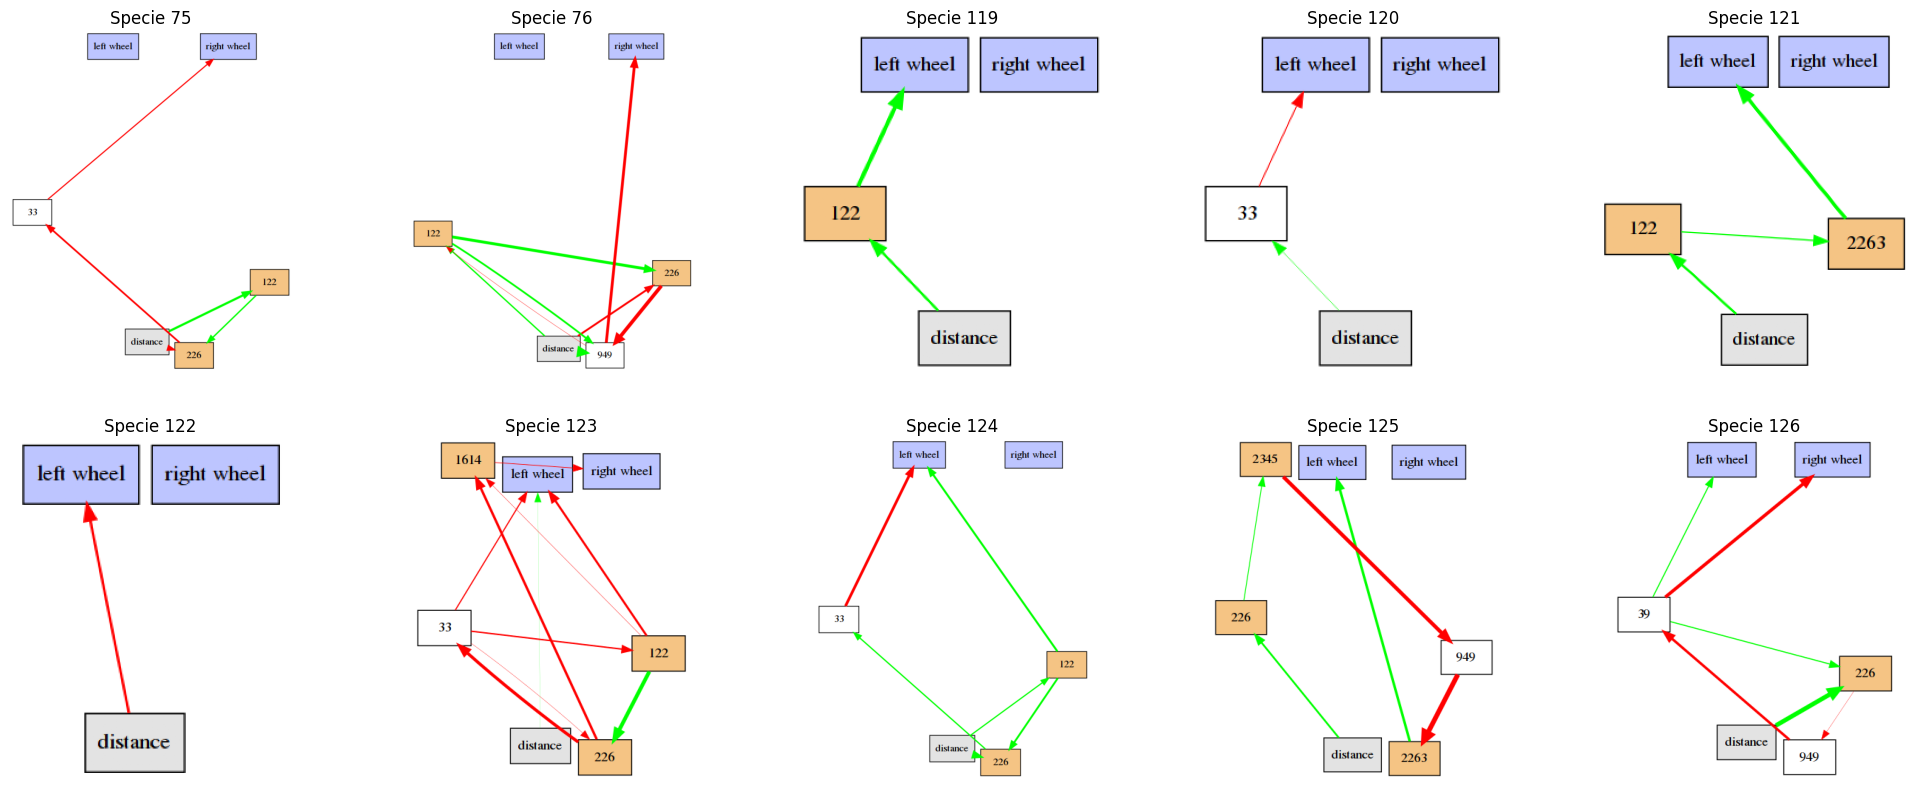 Specie 75
left wheel
right wheel
33
122
distance
226
Specie 76
left wheel
right wheel
122
226
distance
949
Specie 119
left wheel
right wheel
122
distance
Specie 120
left wheel
right wheel
33
distance
Specie 121
left wheel
right wheel
122
2263
distance
Specie 122
left wheel
right wheel
distance
Specie 123
1614
left wheel
right wheel
33
122
distance
226
Specie 124
left wheel
right wheel
33
122
distance
226
Specie 125
2345
left wheel
right wheel
226
949
distance
2263
Specie 126
left wheel
right wheel
39
226
distance
949